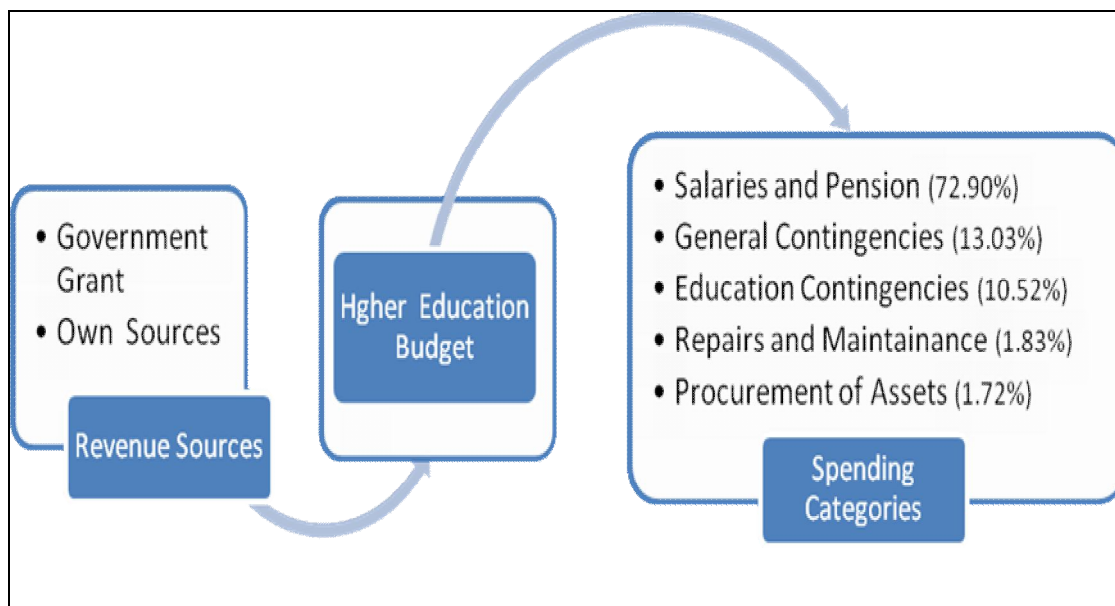 • Government
Grant
• Own Sources
Revenue Sources
Hgher Education
Budget
• Salaries and Pension (72.90%)
• General Contingencies (13.03%)
• Education Contingencies (10.52%)
• Repairs and Maintainance (1.83%)
• Procurement of Assets (1.72%)
Spending
Categories